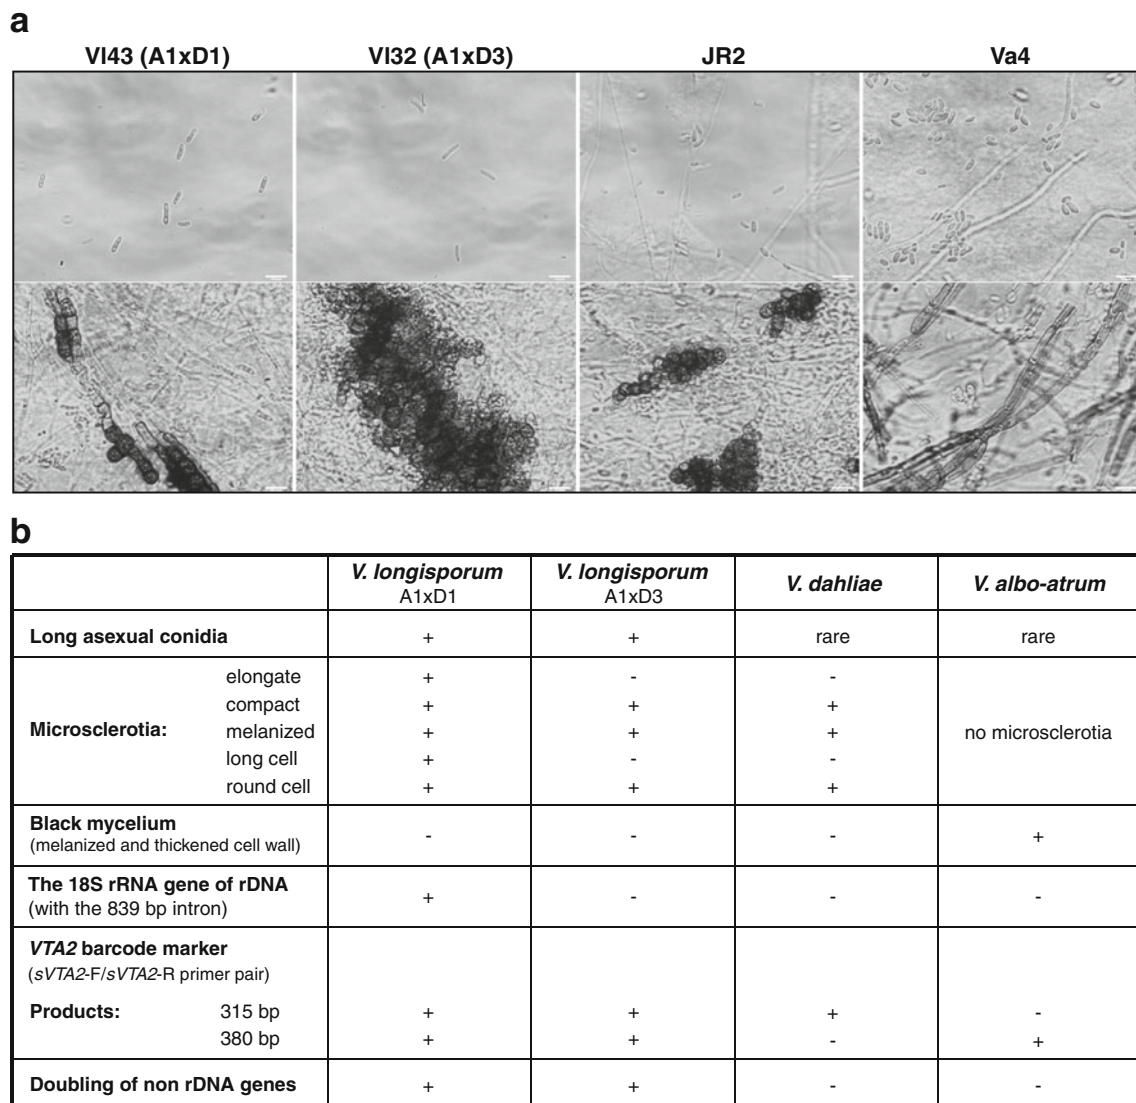 a
Vl43 (A1xD1) Vl32 (A1xD3) JR2 Va4
b
V. longisporum V. longisporum V. dahliae V. albo-atrum
A1xD1 A1xD3
Long asexual conidia + + rare rare
elongate + - -
compact + + +
Microsclerotia: melanized + + + no microsclerotia
long cell + - -
round cell + + +
Black mycelium
(melanized and thickened cell wall) - - - +
The 18S rRNA gene of rDNA
(with the 839 bp intron) + - - -
VTA2 barcode marker
(sVTA2-F/sVTA2-R primer pair)
Products: 315 bp + + + -
380 bp + + - +
Doubling of non rDNA genes + + - -